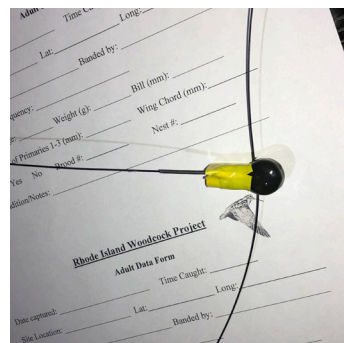 Time C
Lat: Long:
Banded by:
quency: Bill (mm):
Weight (g): Wing Chord (mm):
of Primaries 1-3 (mm): Nest #:
Yes No Brood #:
dition/Notes:
Rhode Island Woodcock Project
Adult Data Form
Date captured: Time Caught:
Site Location: Lat: Long:
Banded by: